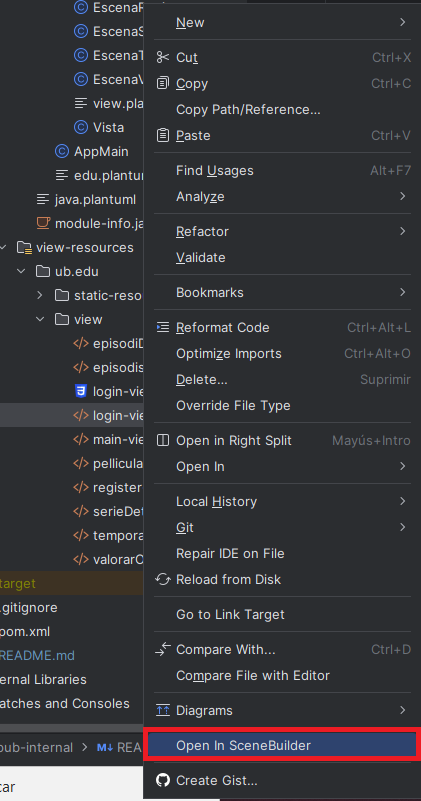 EscenaR
EscenaS
EscenaT
EscenaV
view.pla
Vista
AppMain
edu.plantu
java.plantuml
module-info.ja
view-resources
ub.edu
static-reso
view
episodiD
episodis
login-vie
login-vie
main-vie
pellicula
register
serieDet
tempora
valorarC
target
.gitignore
pom.xml
README.md
ernal Libraries
atches and Consoles
oub-internal > M↓ REA
car
New
Cut Ctrl+X
Copy Ctrl+C
Copy Path/Reference...
Paste Ctrl+V
Find Usages Alt+F7
Analyze
Refactor
Validate
Bookmarks
Reformat Code Ctrl+Alt+L
Optimize Imports Ctrl+Alt+O
Delete... Suprimir
Override File Type
Open in Right Split Mayús+Intro
Open In
Local History
Git
Repair IDE on File
Reload from Disk
Go to Link Target
Compare With... Ctrl+D
Compare File with Editor
Diagrams
Open In SceneBuilder
Create Gist...